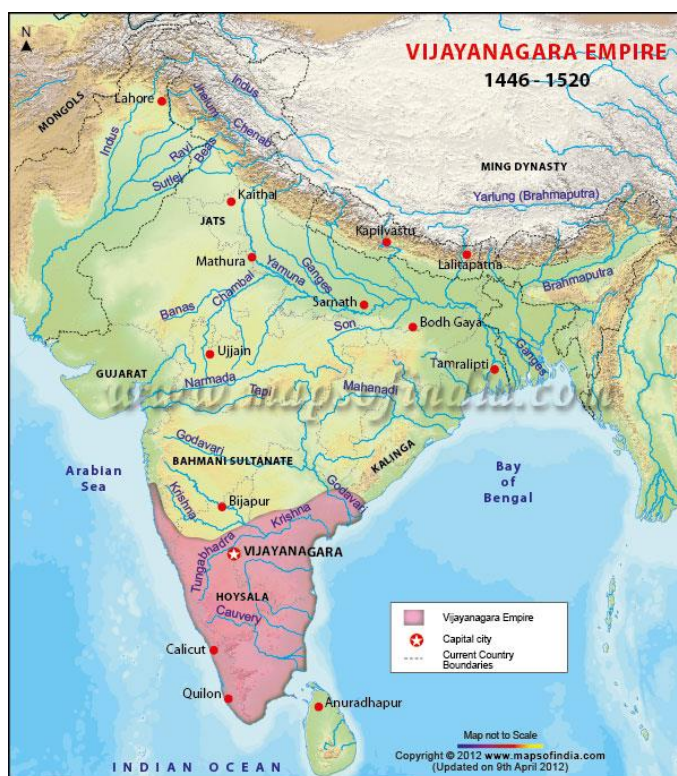 N
VIJAYANAGARA EMPIRE
1446 - 1520
MONGOLS
Lahore
Indus
Jhelum
Chenab
Indus
Ravi
Beas
Sutlej
MING DYNASTY
Yarlung (Brahmaputra)
Kaithal
JATS
Kapilvastu
Lalitapatna
Mathura
Yamuna
Ganges
Brahmaputra
Banas
Chambal
Sarnath
Son
Bodh Gaya
Ganges
Ujjain
Tamralipti
GUJARAT
Narmada
Tapi
Mahanadi
www.mapsofindia.com
Godavari
BAHMANI SULTANATE
KALINGA
Arabian
Sea
Bay
of
Bengal
Krishna
Bijapur
Godavari
Krishna
Tungabhadra
VIJAYANAGARA
HOYSALA
Cauvery
Calicut
Quilon
Anuradhapur
Vijayanagara Empire
Capital city
Current Country
Boundaries
Map not to Scale
Copyright © 2012 www.mapsofindia.com
(Updated on 9th April 2012)
INDIAN OCEAN